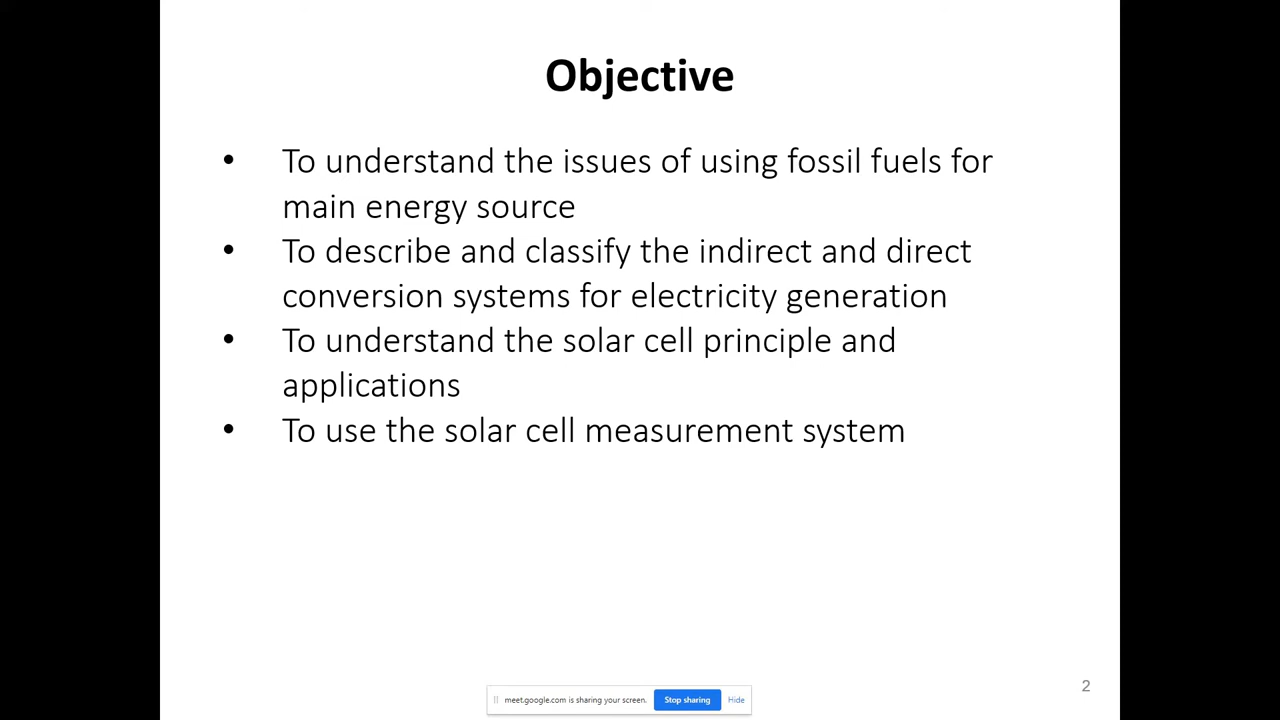 Objective
• To understand the issues of using fossil fuels for
main energy source
• To describe and classify the indirect and direct
conversion systems for electricity generation
• To understand the solar cell principle and
applications
• To use the solar cell measurement system
2
meet.google.com is sharing your screen. Stop sharing Hide